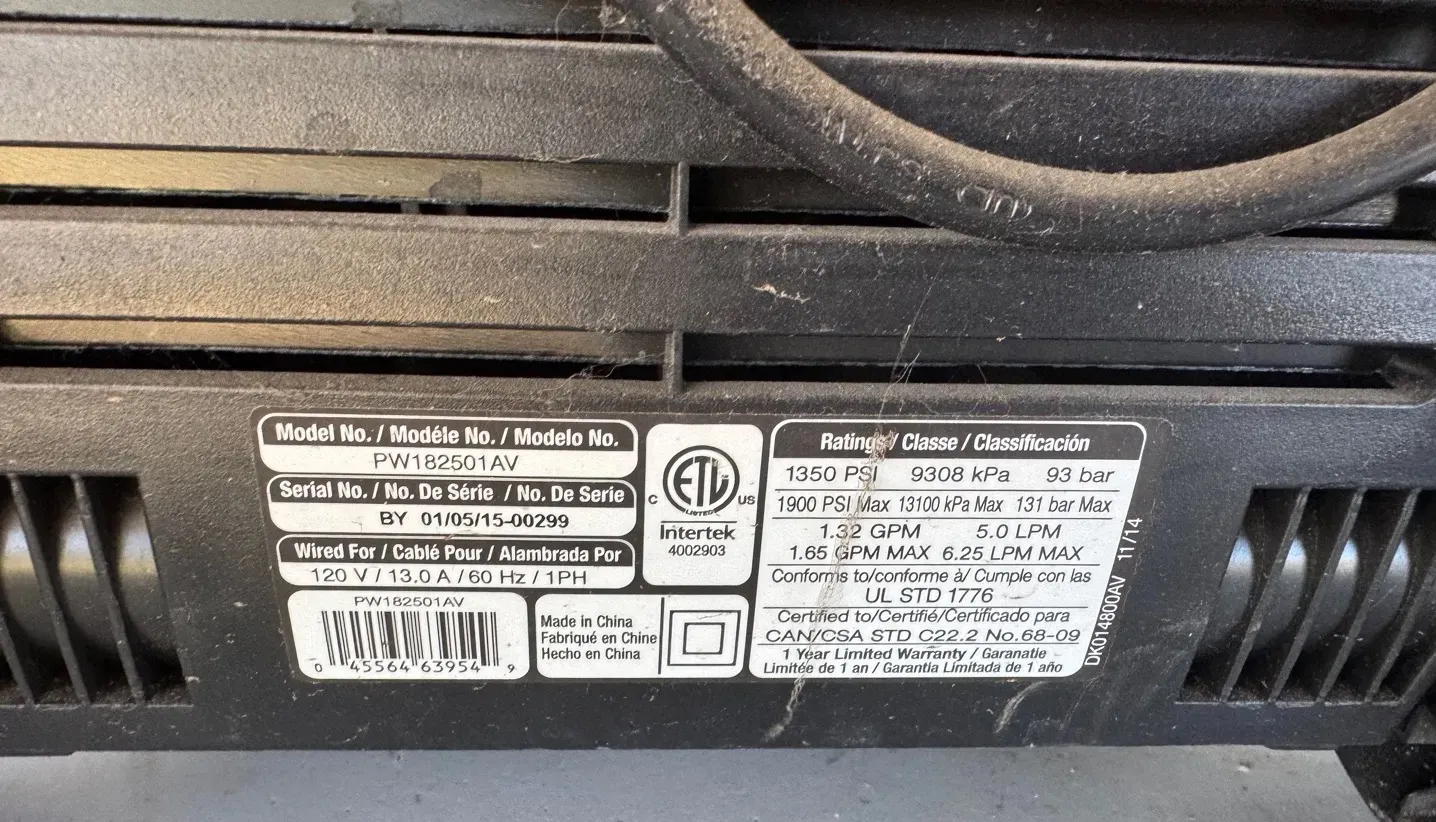 Model No. / Modéle No. / Modelo No.
PW182501AV
Serial No. / No. De Série / No. De Serie
BY 01/05/15-00299
Wired For / Cablé Pour / Alambrada Por
120 V / 13.0 A / 60 Hz / 1PH
PW182501AV
0 45564 63954 9
Made in China
Fabriqué en Chine
Hecho en China
C ETL US
LISTED
Intertek
4002903
Ratings / Classe / Classificación
1350 PSI 9308 kPa 93 bar
1900 PSI Max 13100 kPa Max 131 bar Max
1.32 GPM 5.0 LPM
1.65 GPM MAX 6.25 LPM MAX
Conforms to/conforme à/ Cumple con las
UL STD 1776
Certified to/Certifié/Certificado para
CAN/CSA STD C22.2 No.68-09
1 Year Limited Warranty / Garanatie
Limitée de 1 an / Garantia Limitada de 1 año
DK014800AV 11/14